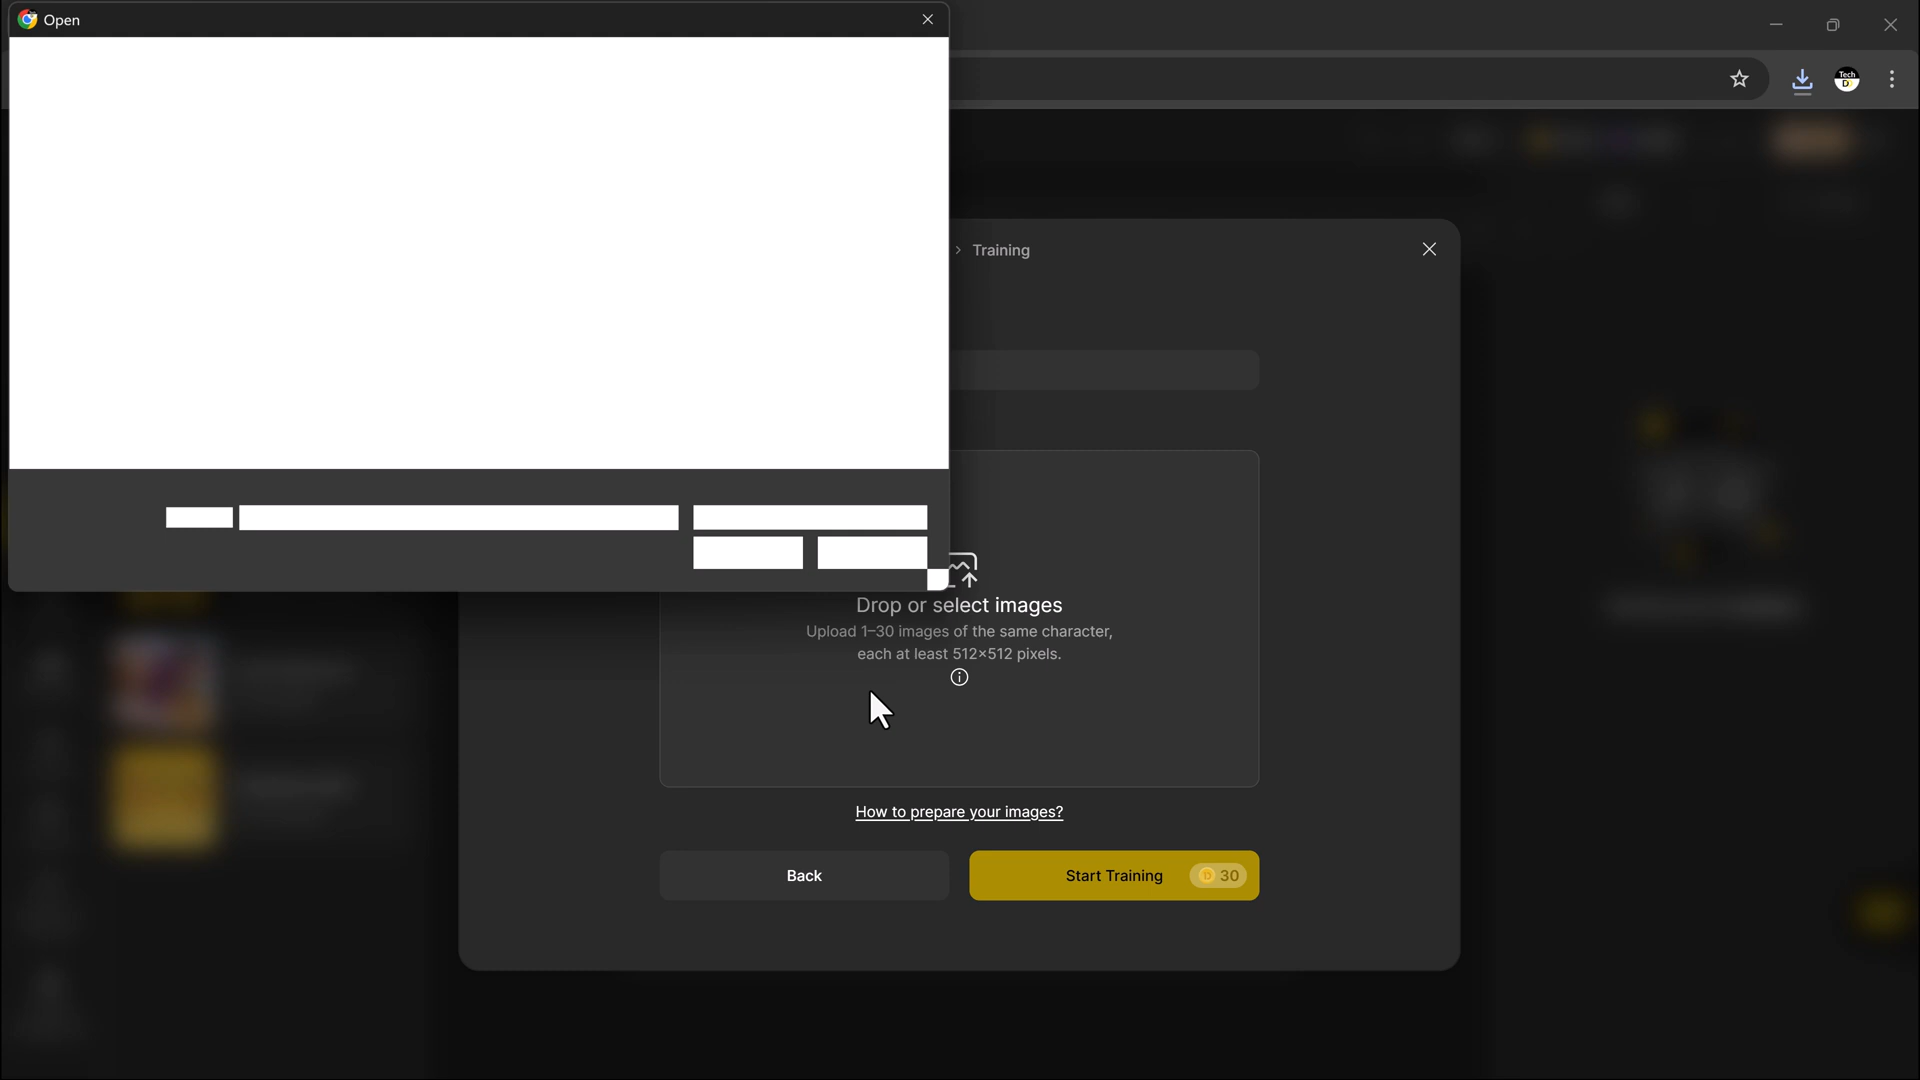 Open
Tech
D
> Training
Drop or select images
Upload 1–30 images of the same character,
each at least 512×512 pixels.
How to prepare your images?
Back
Start Training
30